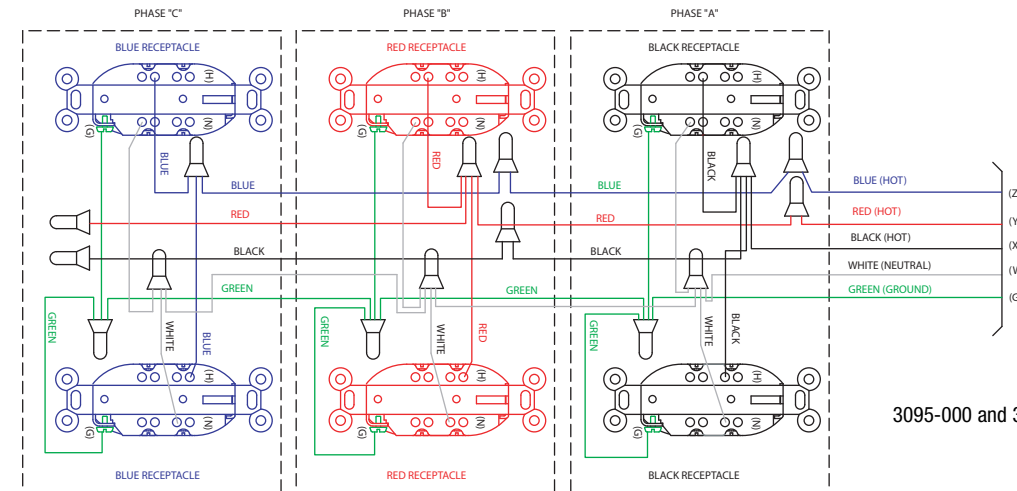 PHASE "C" PHASE "B" PHASE "A"
BLUE RECEPTACLE RED RECEPTACLE BLACK RECEPTACLE
(H) (H) (H)
(G) (N) (G) (N) (G) (N)
BLUE RED BLACK
BLUE BLUE BLUE (HOT) (Z
RED RED RED (HOT) (Y
BLACK BLACK BLACK (HOT) (X
WHITE (NEUTRAL) (W
GREEN GREEN GREEN (GROUND) (G
GREEN WHITE BLUE GREEN WHITE RED GREEN WHITE BLACK
(H) (H) (H)
(G) (N) (G) (N) (G) (N)
3095-000 and 3
BLUE RECEPTACLE RED RECEPTACLE BLACK RECEPTACLE